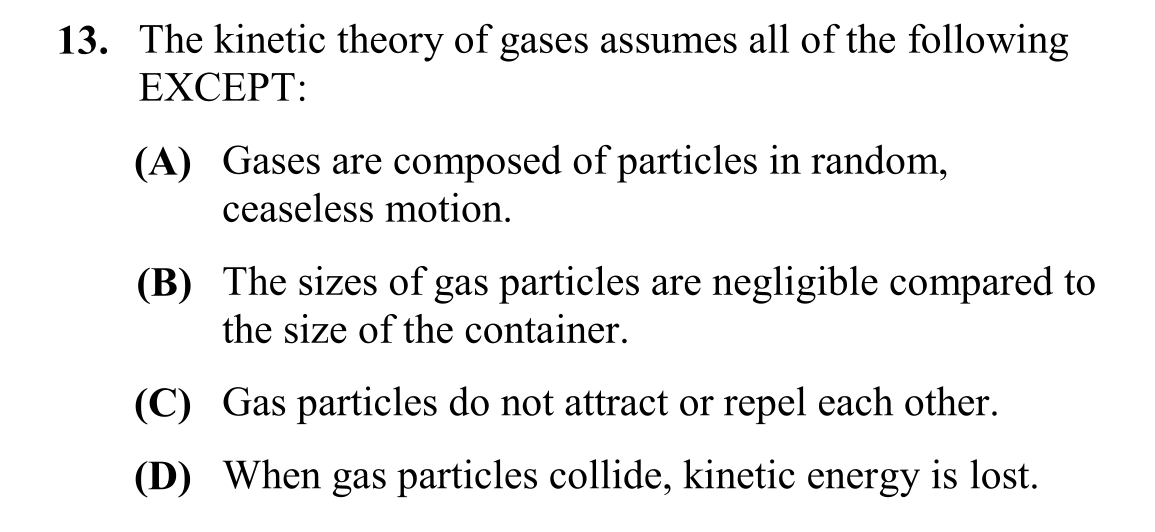 13. The kinetic theory of gases assumes all of the following
EXCEPT:
(A) Gases are composed of particles in random,
ceaseless motion.
(B) The sizes of gas particles are negligible compared to
the size of the container.
(C) Gas particles do not attract or repel each other.
(D) When gas particles collide, kinetic energy is lost.